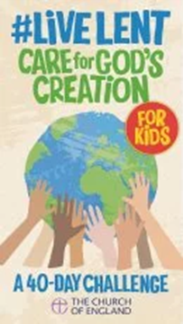 #LiVE LENT
CARE for GOD'S
CREATION
FOR
KIDS
A 40-DAY CHALLENGE
THE CHURCH
OF ENGLAND